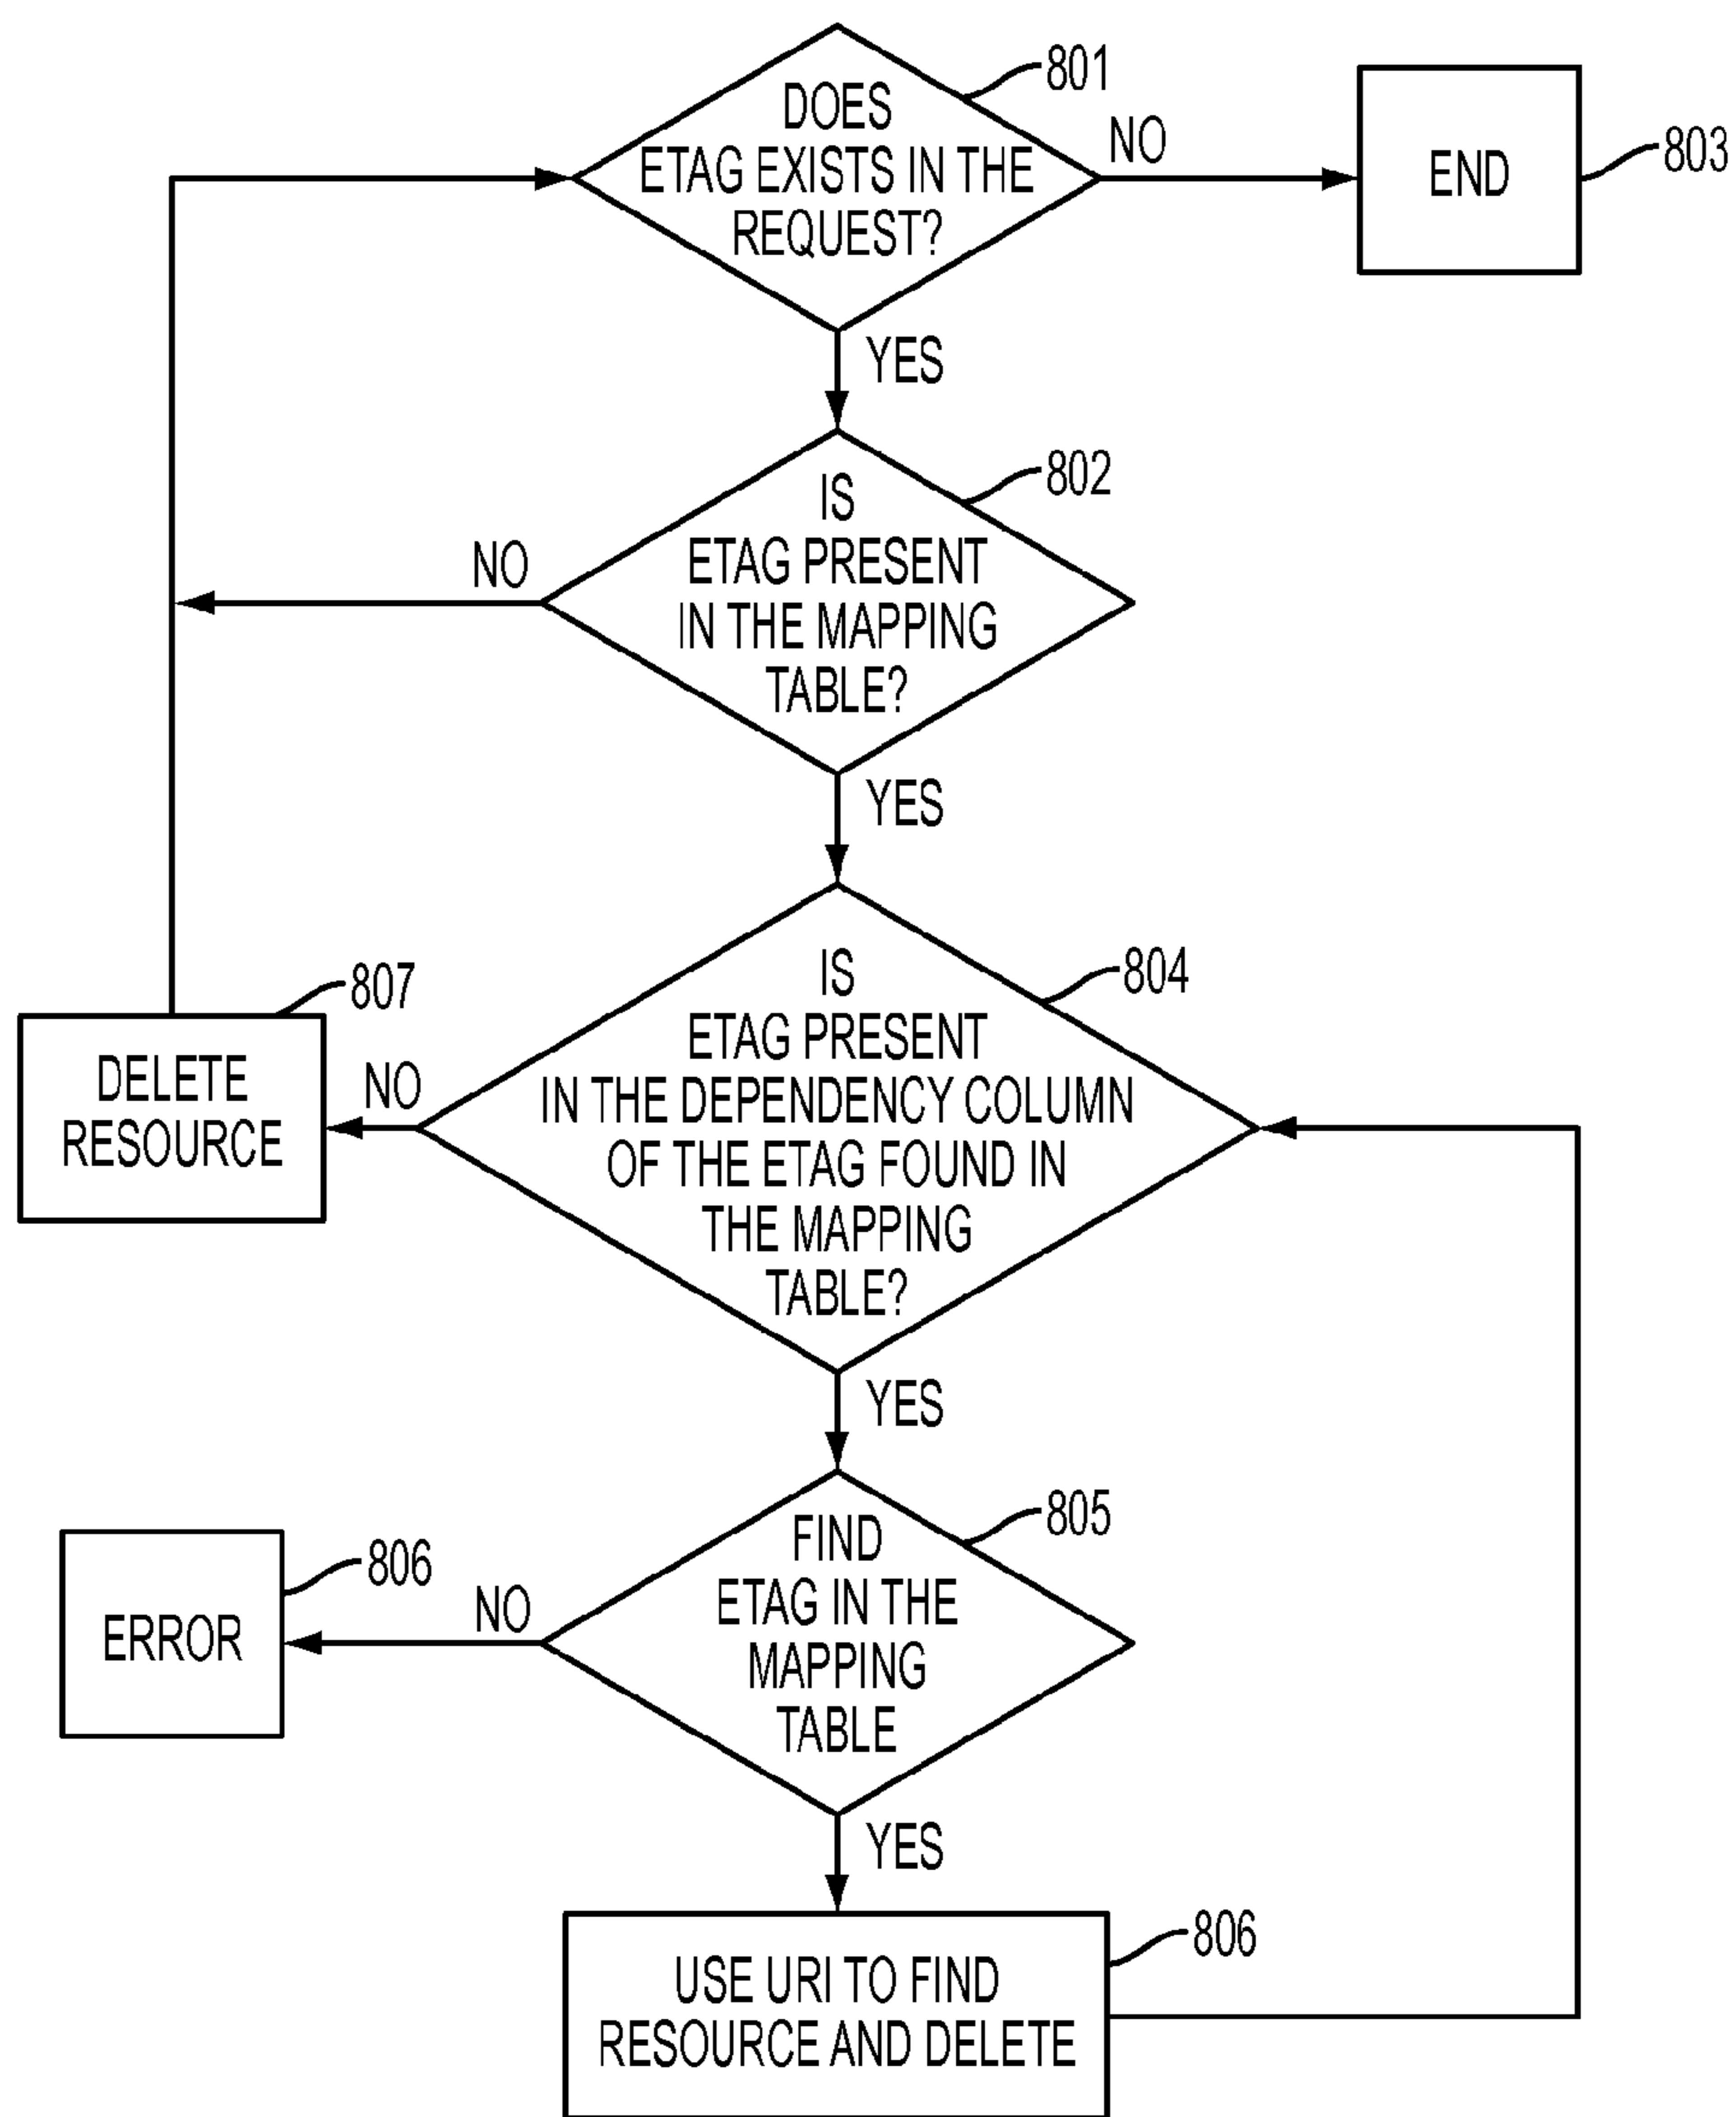 801
DOES
ETAG EXISTS IN THE
REQUEST?
NO
END
803
YES
802
IS
ETAG PRESENT
IN THE MAPPING
TABLE?
NO
YES
804
IS
ETAG PRESENT
IN THE DEPENDENCY COLUMN
OF THE ETAG FOUND IN
THE MAPPING
TABLE?
807
DELETE
RESOURCE
NO
YES
805
FIND
ETAG IN THE
MAPPING
TABLE
806
ERROR
NO
YES
806
USE URI TO FIND
RESOURCE AND DELETE